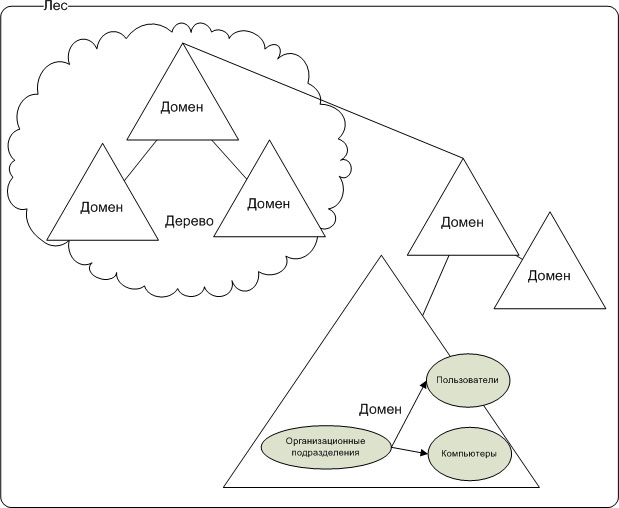 Лес
Домен
Домен
Домен
Дерево
Домен
Домен
Пользователи
Домен
Организационные
подразделения
Компьютеры